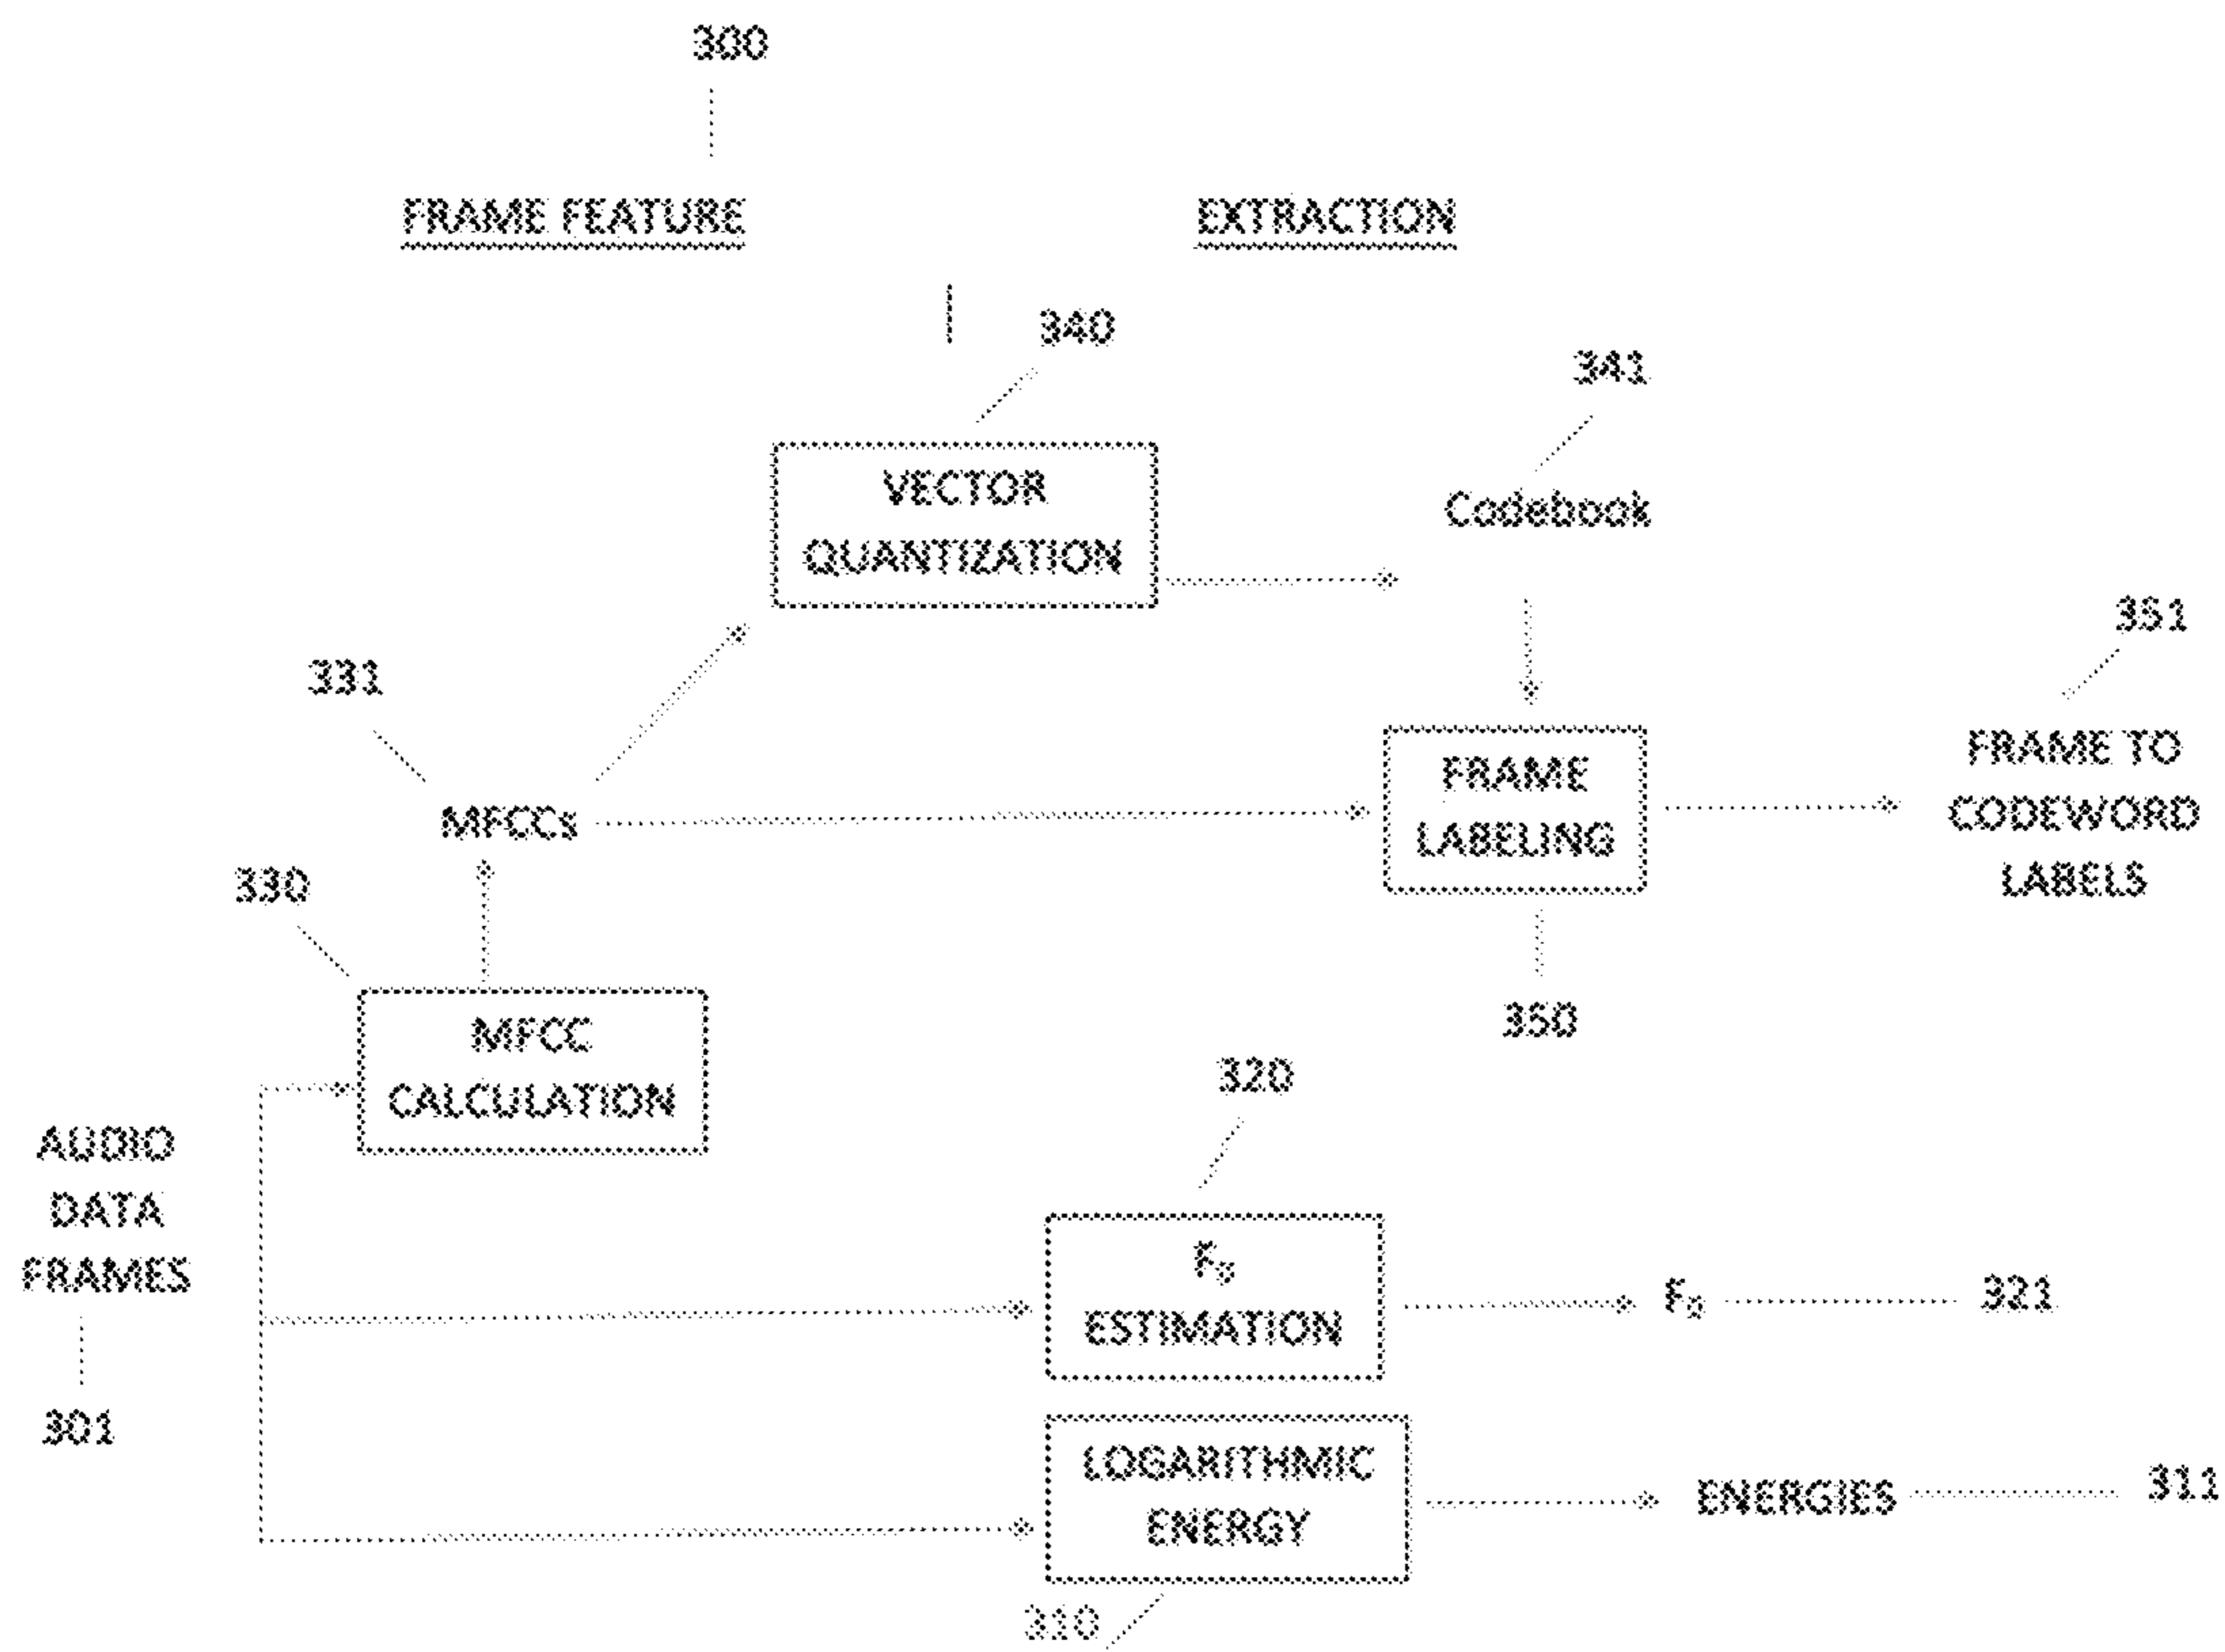 300
FRAME FEATURE EXTRACTION
340
341
VECTOR
QUANTIZATION
Codebook
351
331
MFCCs
FRAME
LABELING
FRAME TO
CODEWORD
LABELS
330
350
MFCC
CALCULATION
320
AUDIO
DATA
FRAMES
301
F₀
ESTIMATION
F₀
321
LOGARITHMIC
ENERGY
ENERGIES
311
310